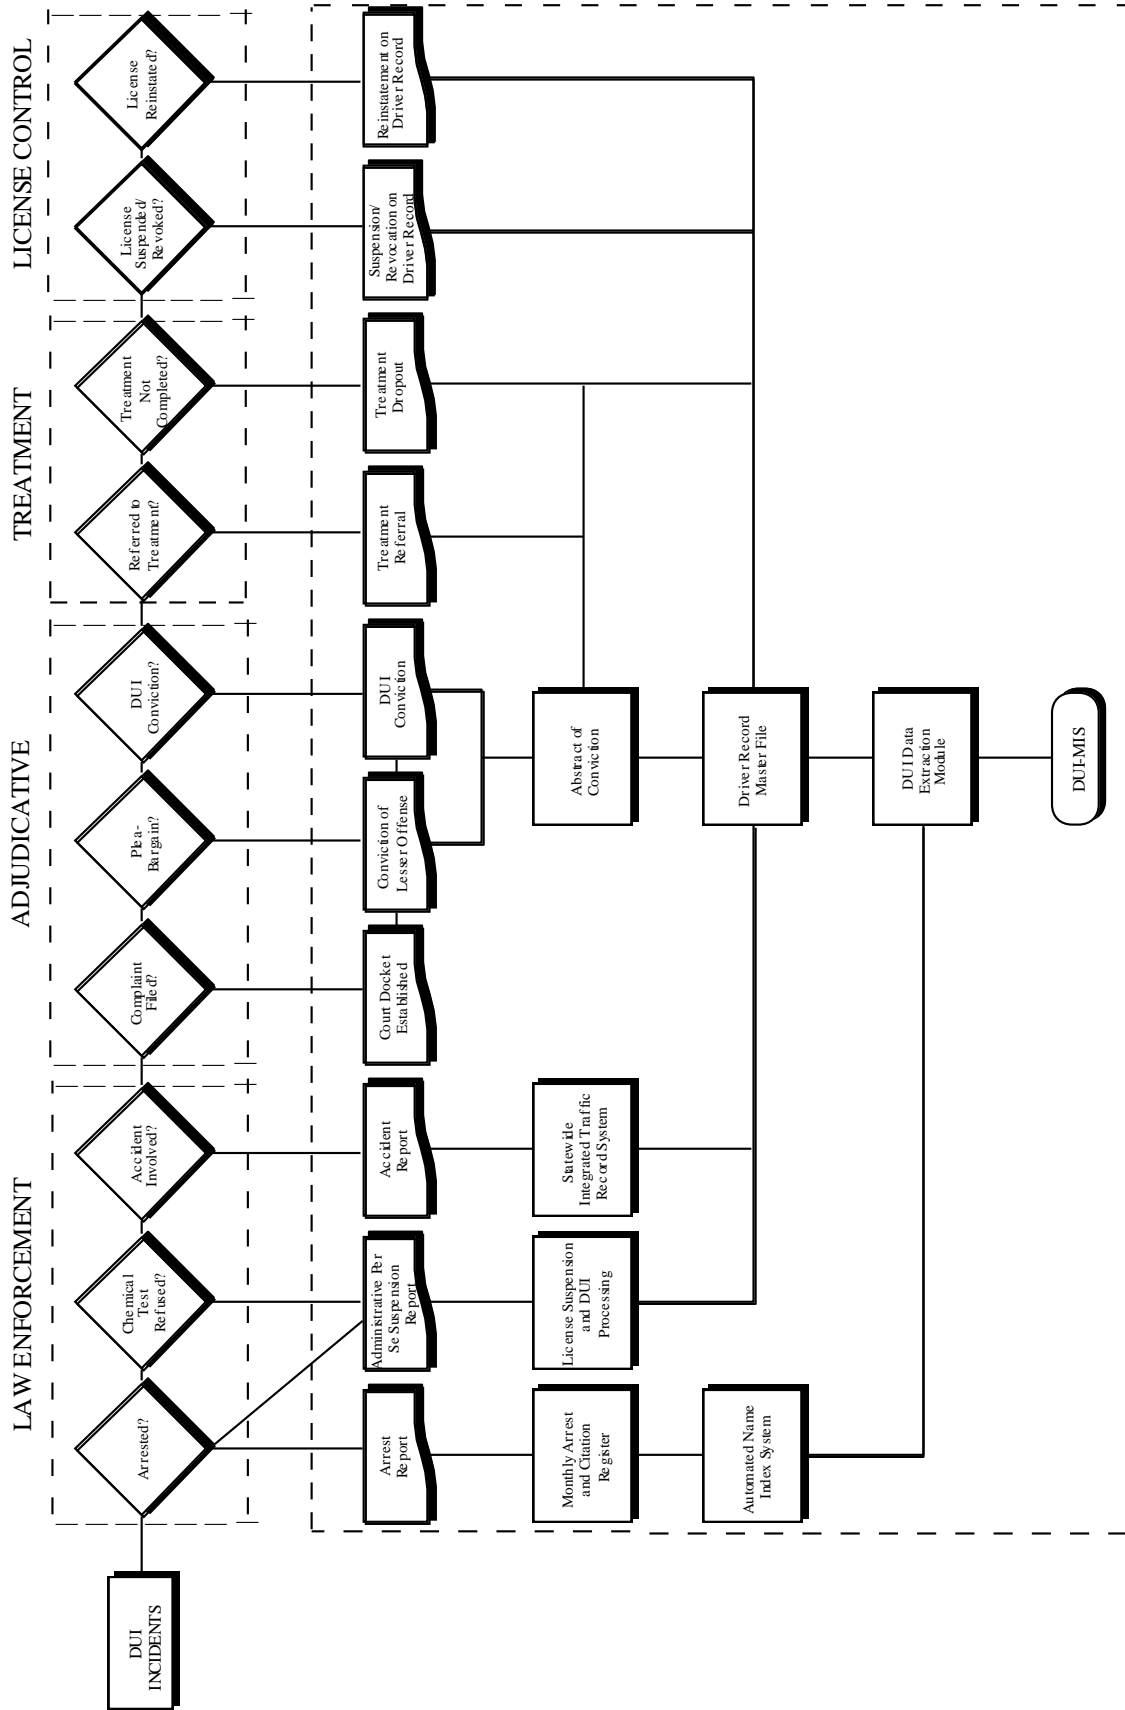 LAW ENFORCEMENT
ADJUDICATIVE
TREATMENT
LICENSE CONTROL
DUI
INCIDENTS
Arrested?
Chemical
Test
Refused?
Accident
Involved?
Complaint
Filed?
Plea-
Bargain?
DUI
Conviction?
Referred to
Treatment?
Treatment
Not
Completed?
License
Suspended/
Revoked?
License
Reinstated?
Arrest
Report
Administrative Per
Se Suspension
Report
Accident
Report
Court Docket
Established
Conviction of
Lesser Offense
DUI
Conviction
Treatment
Referral
Treatment
Dropout
Suspension/
Revocation on
Driver Record
Reinstatement on
Driver Record
Monthly Arrest
and Citation
Register
License Suspension
and DUI
Processing
Statewide
Integrated Traffic
Record System
Abstract of
Conviction
Automated Name
Index System
Driver Record
Master File
DUI Data
Extraction
Module
DUI-MIS